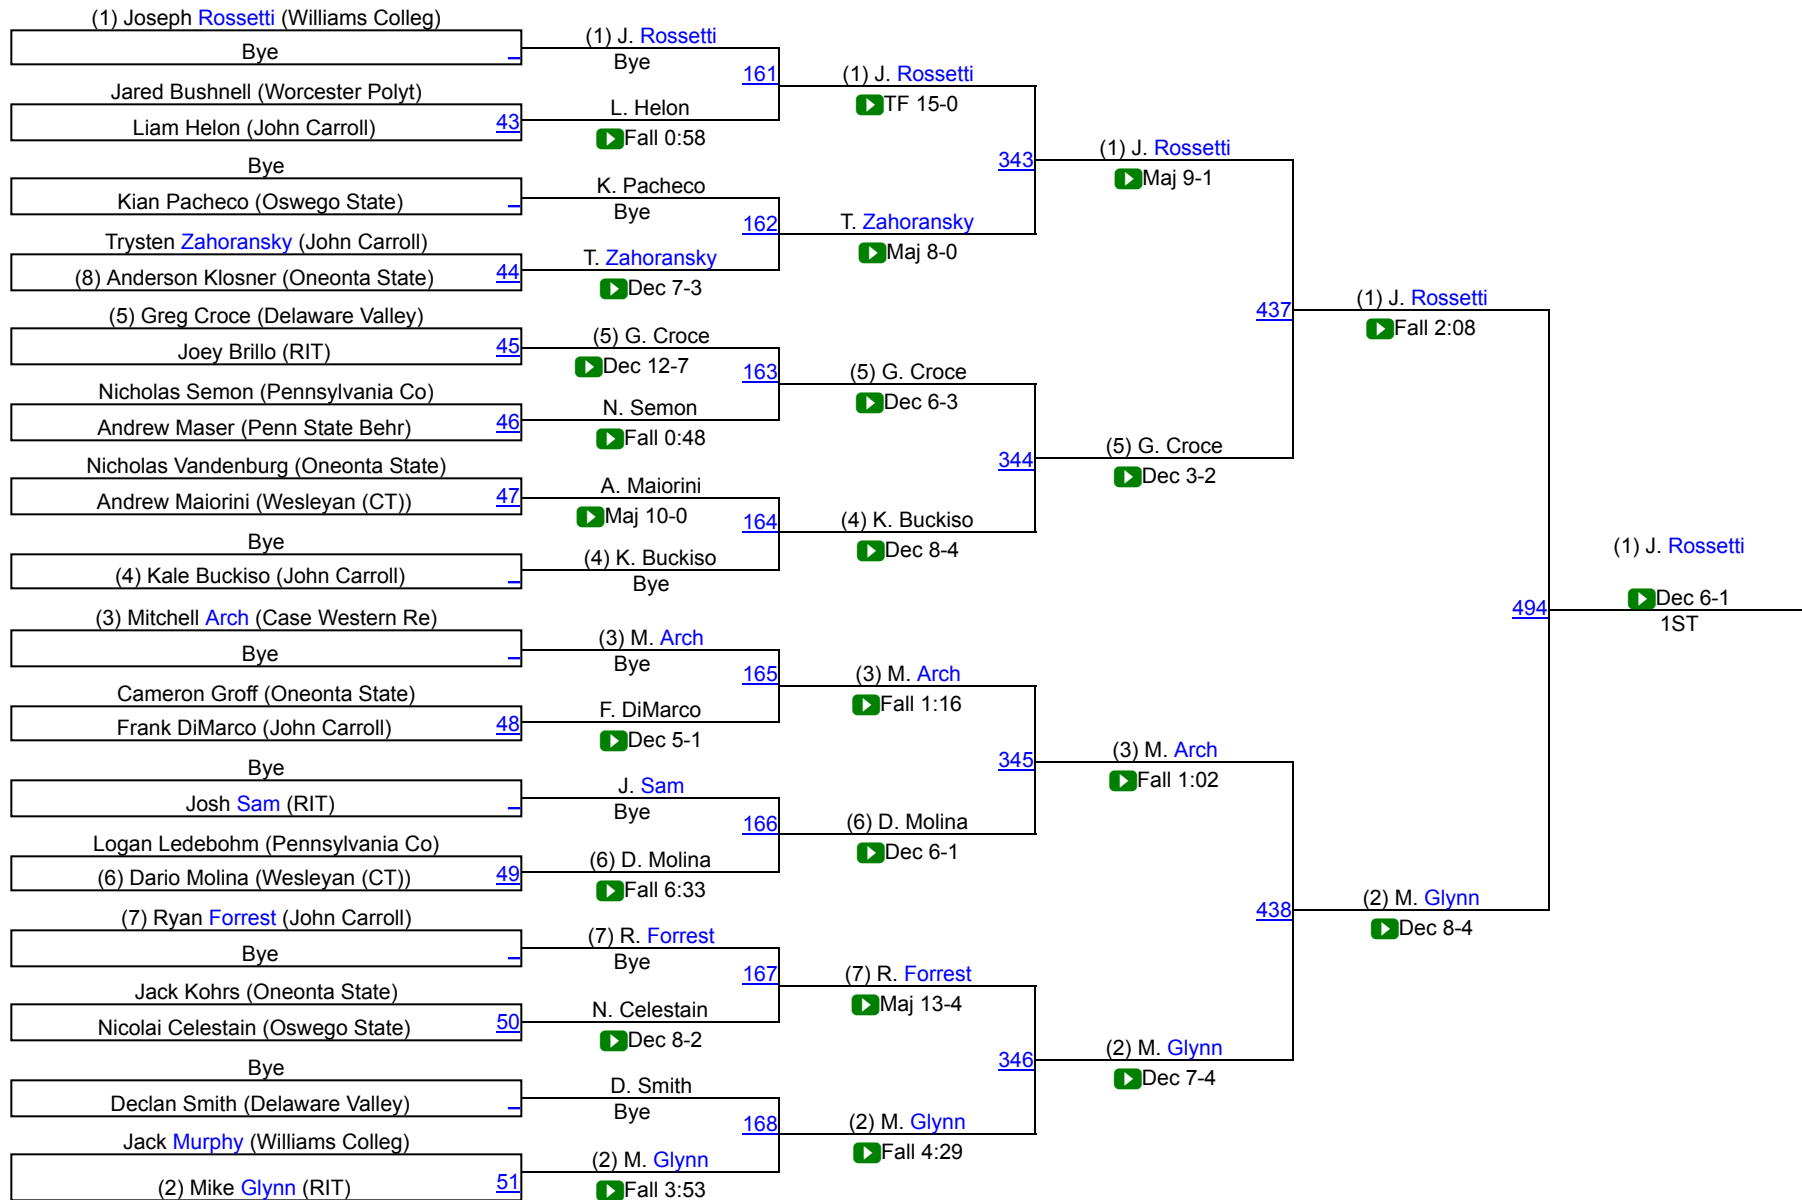 (1) Joseph Rossetti (Williams Colleg)
Bye
Jared Bushnell (Worcester Polyt)
Liam Helon (John Carroll) 43
Bye
Kian Pacheco (Oswego State)
Trysten Zahoransky (John Carroll)
(8) Anderson Klosner (Oneonta State) 44
(5) Greg Croce (Delaware Valley)
Joey Brillo (RIT) 45
Nicholas Semon (Pennsylvania Co)
Andrew Maser (Penn State Behr) 46
Nicholas Vandenburg (Oneonta State)
Andrew Maiorini (Wesleyan (CT)) 47
Bye
(4) Kale Buckiso (John Carroll)
(3) Mitchell Arch (Case Western Re)
Bye
Cameron Groff (Oneonta State)
Frank DiMarco (John Carroll) 48
Bye
Josh Sam (RIT)
Logan Ledebohm (Pennsylvania Co)
(6) Dario Molina (Wesleyan (CT)) 49
(7) Ryan Forrest (John Carroll)
Bye
Jack Kohrs (Oneonta State)
Nicolai Celestain (Oswego State) 50
Bye
Declan Smith (Delaware Valley)
Jack Murphy (Williams Colleg)
(2) Mike Glynn (RIT) 51
(1) J. Rossetti
Bye
161
L. Helon
Fall 0:58
K. Pacheco
Bye
162
T. Zahoransky
Dec 7-3
(5) G. Croce
Dec 12-7
163
N. Semon
Fall 0:48
A. Maiorini
Maj 10-0
164
(4) K. Buckiso
Bye
(3) M. Arch
Bye
165
F. DiMarco
Dec 5-1
J. Sam
Bye
166
(6) D. Molina
Fall 6:33
(7) R. Forrest
Bye
167
N. Celestain
Dec 8-2
D. Smith
Bye
168
(2) M. Glynn
Fall 3:53
(1) J. Rossetti
TF 15-0
343
T. Zahoransky
Maj 8-0
(5) G. Croce
Dec 6-3
344
(4) K. Buckiso
Dec 8-4
(3) M. Arch
Fall 1:16
345
(6) D. Molina
Dec 6-1
(7) R. Forrest
Maj 13-4
346
(2) M. Glynn
Fall 4:29
(1) J. Rossetti
Maj 9-1
437
(5) G. Croce
Dec 3-2
(3) M. Arch
Fall 1:02
438
(2) M. Glynn
Dec 7-4
(1) J. Rossetti
Fall 2:08
494
(2) M. Glynn
Dec 8-4
(1) J. Rossetti
Dec 6-1
1ST